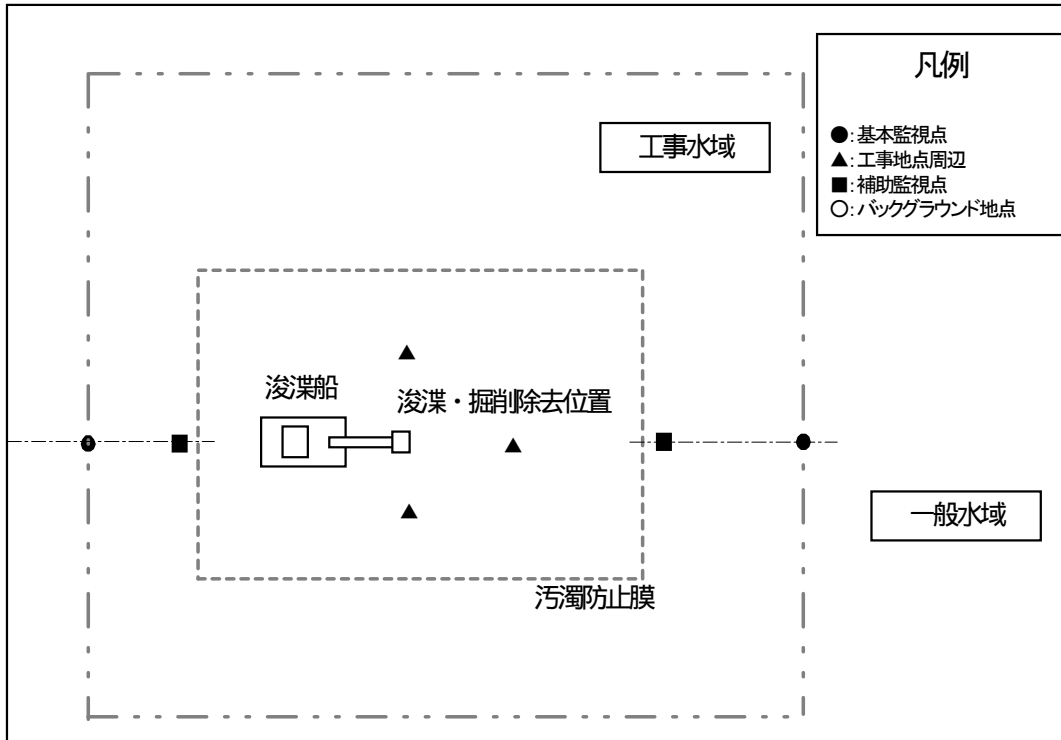 凡例
●:基本監視点
▲:工事地点周辺
■:補助監視点
○:バックグラウンド地点
工事水域
浚渫船
浚渫・掘削除去位置
一般水域
汚濁防止膜